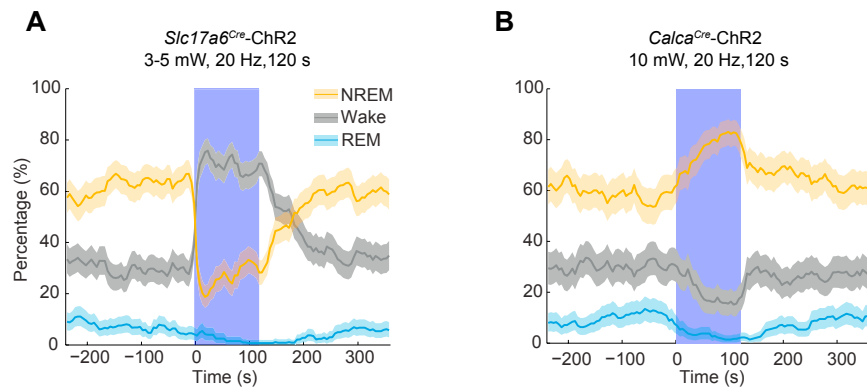 A
Slc17a6Cre-ChR2
3-5 mW, 20 Hz,120 s
Percentage (%)
100
80
60
40
20
0
NREM
Wake
REM
−200
−100
0
100
200
300
Time (s)
B
CalcaCre-ChR2
10 mW, 20 Hz,120 s
100
80
60
40
20
0
−200
−100
0
100
200
300
Time (s)